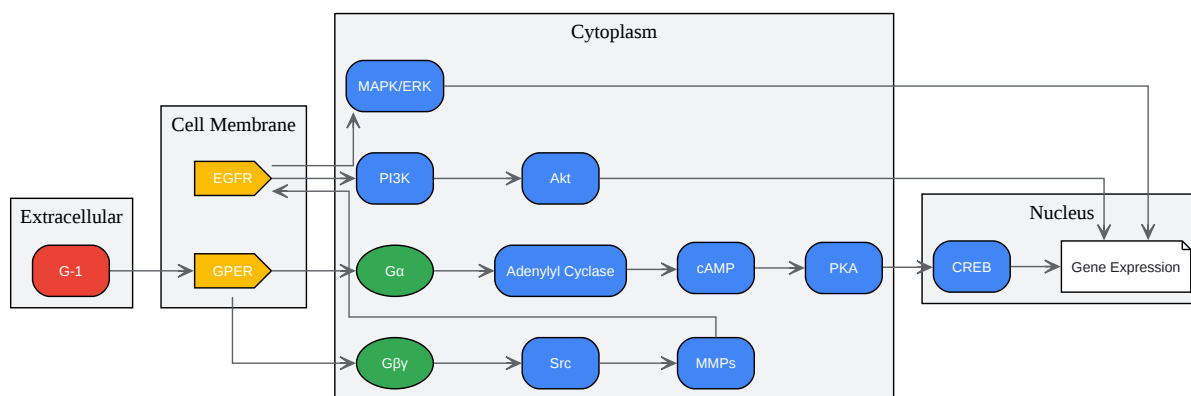 Cytoplasm
MAPK/ERK
Cell Membrane
EGFR
PI3K
Akt
Extracellular
Nucleus
G-1
GPER
Gα
Adenylyl Cyclase
cAMP
PKA
CREB
Gene Expression
Gβγ
Src
MMPs